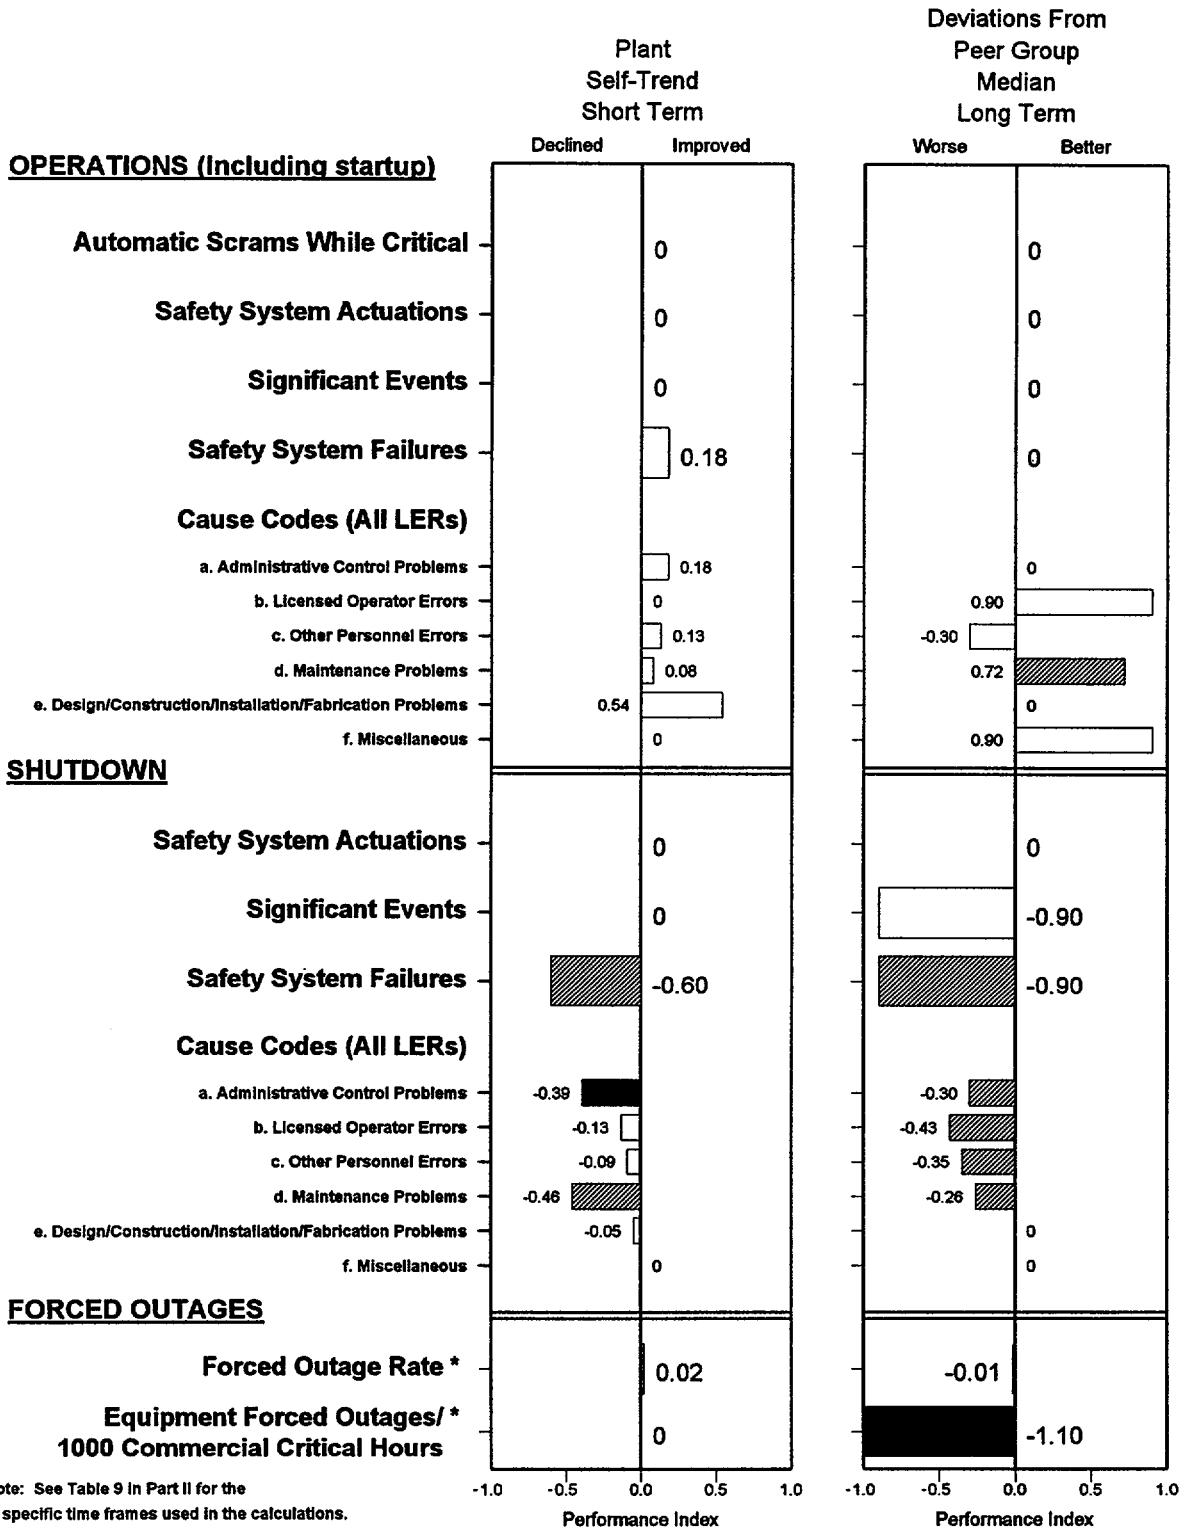 Plant
Self-Trend
Short Term
Deviations From
Peer Group
Median
Long Term
Declined Improved Worse Better
OPERATIONS (Including startup)
Automatic Scrams While Critical 0 0
Safety System Actuations 0 0
Significant Events 0 0
Safety System Failures 0.18 0
Cause Codes (All LERs)
a. Administrative Control Problems 0.18 0
b. Licensed Operator Errors 0 0.90
c. Other Personnel Errors 0.13 -0.30
d. Maintenance Problems 0.08 0.72
e. Design/Construction/Installation/Fabrication Problems 0.54 0
f. Miscellaneous 0 0.90
SHUTDOWN
Safety System Actuations 0 0
Significant Events 0 -0.90
Safety System Failures -0.60 -0.90
Cause Codes (All LERs)
a. Administrative Control Problems -0.39 -0.30
b. Licensed Operator Errors -0.13 -0.43
c. Other Personnel Errors -0.09 -0.35
d. Maintenance Problems -0.46 -0.26
e. Design/Construction/Installation/Fabrication Problems -0.05 0
f. Miscellaneous 0 0
FORCED OUTAGES
Forced Outage Rate * 0.02 -0.01
Equipment Forced Outages/ *
1000 Commercial Critical Hours 0 -1.10
ote: See Table 9 in Part II for the
specific time frames used in the calculations.
-1.0 -0.5 0.0 0.5 1.0 -1.0 -0.5 0.0 0.5 1.0
Performance Index Performance Index